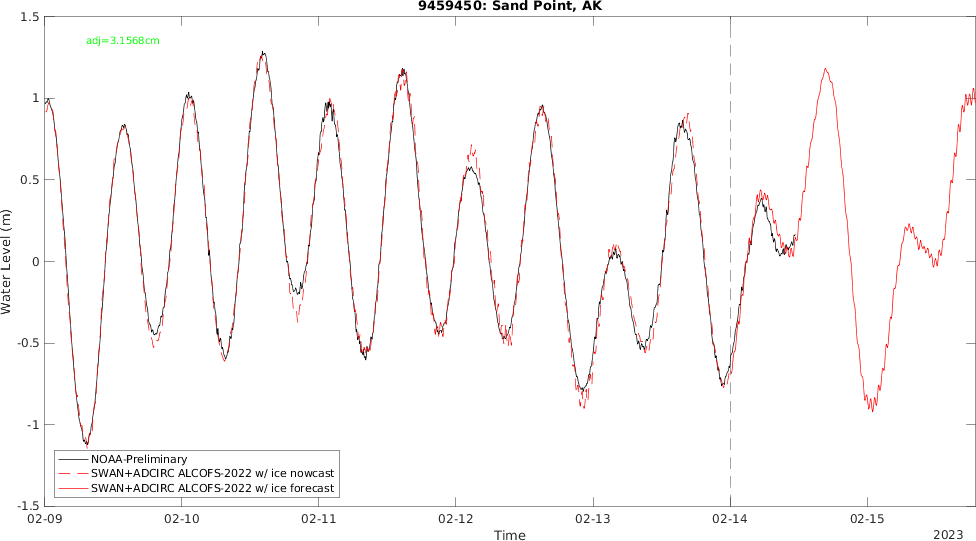 9459450: Sand Point, AK
adj=3.1568cm
Water Level (m)
1.5
1
0.5
0
-0.5
-1
-1.5
NOAA-Preliminary
SWAN+ADCIRC ALCOFS-2022 w/ ice nowcast
SWAN+ADCIRC ALCOFS-2022 w/ ice forecast
02-09 02-10 02-11 02-12 02-13 02-14 02-15
Time
2023